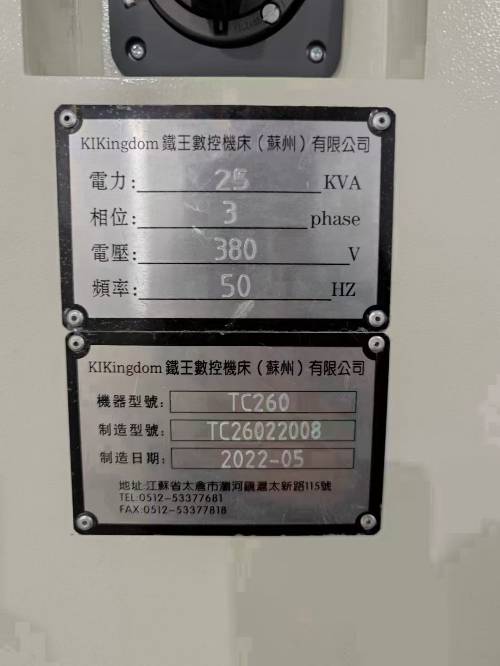 KIKingdom 鐵王數控機床（蘇州）有限公司
電力: 25 KVA
相位: 3 phase
電壓: 380 V
頻率: 50 HZ
KIKingdom 鐵王數控機床（蘇州）有限公司
機器型號: TC260
制造型號: TC26022008
制造日期: 2022-05
地址:江蘇省太倉市瀏河鎮滬太新路115號
TEL:0512-53377681
FAX:0512-53377818